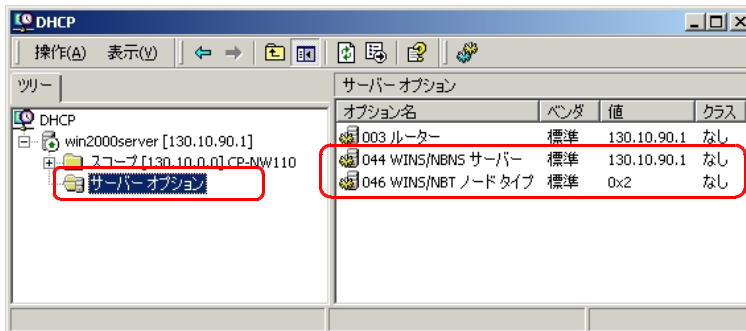 DHCP
操作(A) 表示(V)
ツリー
サーバー オプション
DHCP
win2000server [130.10.90.1]
スコープ [130.10.0.0] CP-NW110
サーバー オプション
オプション名 ベンダ 値 クラス
003 ルーター 標準 130.10.90.1 なし
044 WINS/NBNS サーバー 標準 130.10.90.1 なし
046 WINS/NBT ノード タイプ 標準 0x2 なし